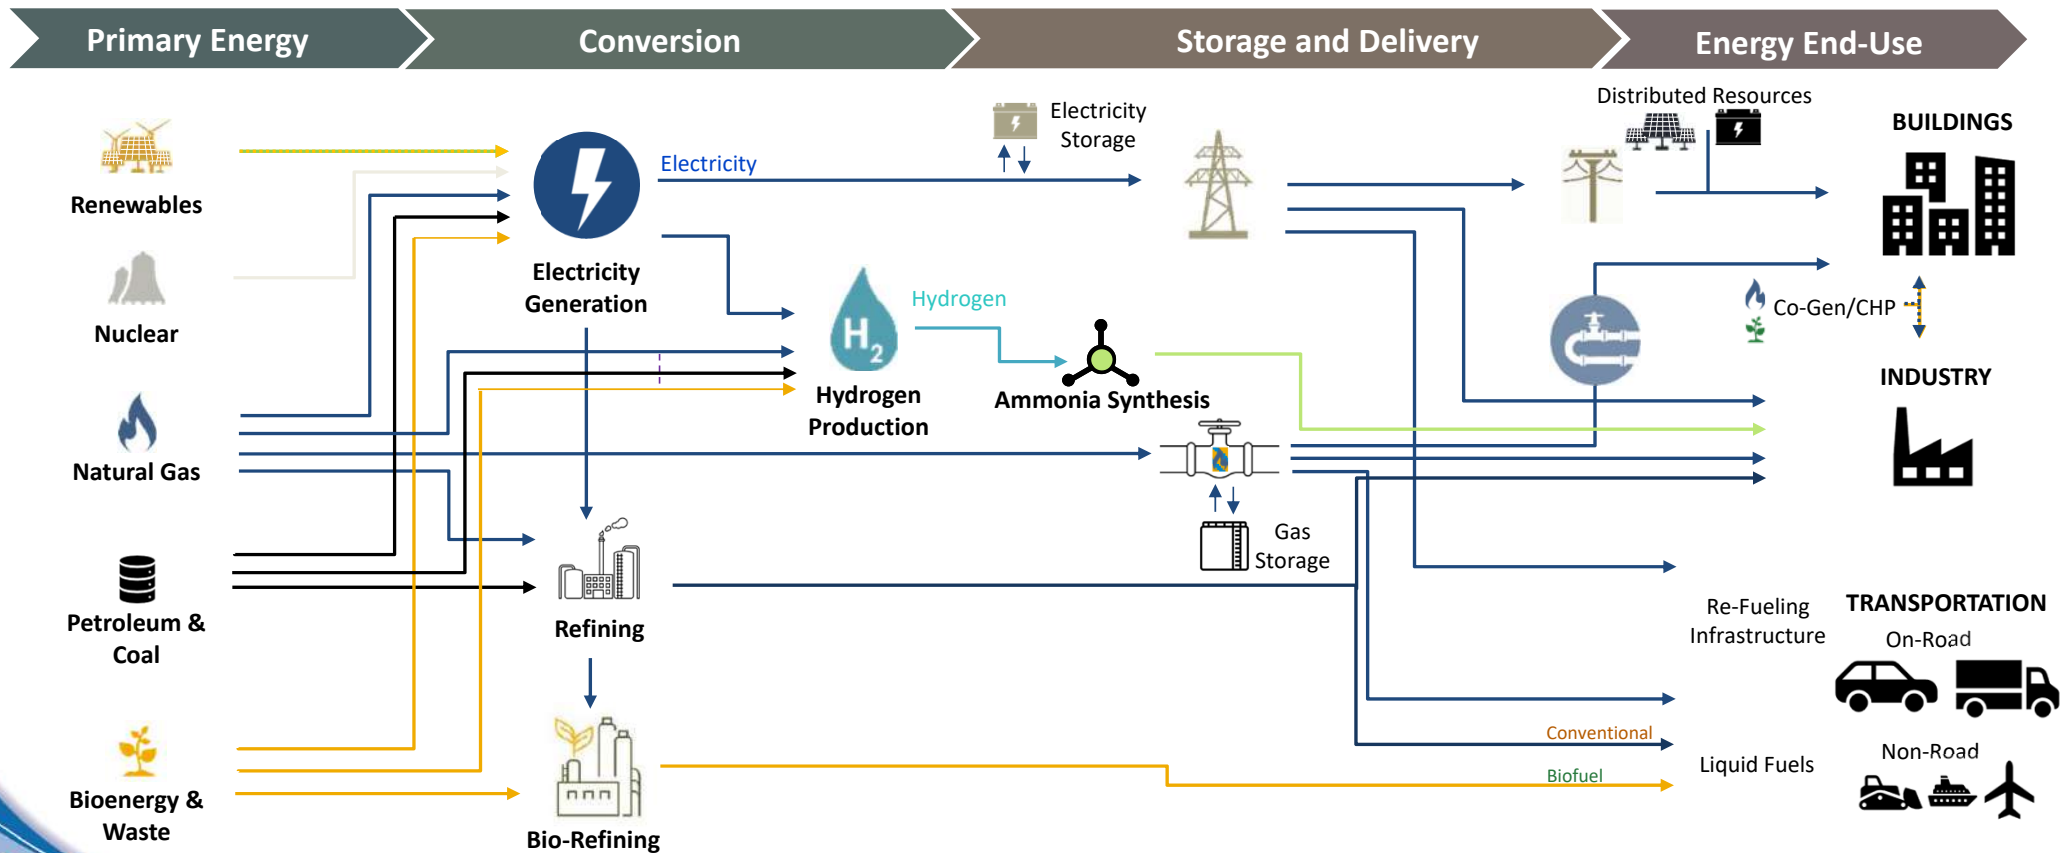 Primary Energy
Conversion
Storage and Delivery
Energy End-Use
Renewables
Nuclear
Natural Gas
Petroleum &
Coal
Bioenergy &
Waste
Electricity
Generation
Electricity
Refining
Bio-Refining
H2
Hydrogen
Production
Hydrogen
Ammonia Synthesis
Electricity
Storage
Gas
Storage
Distributed Resources
BUILDINGS
Co-Gen/CHP
INDUSTRY
Re-Fueling
Infrastructure
TRANSPORTATION
On-Road
Conventional
Biofuel
Liquid Fuels
Non-Road